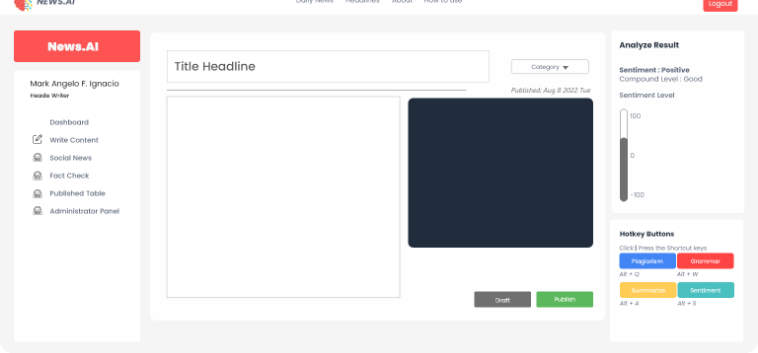 NEWS.AI
Daily News Headlines About How to use
Logout
News.AI
Mark Angelo F. Ignacio
Heade Writer
Dashboard
Write Content
Social News
Fact Check
Published Table
Administrator Panel
Title Headline
Category
Published: Aug 8 2022 Tue
Draft
Publish
Analyze Result
Sentiment : Positive
Compound Level : Good
Sentiment Level
100
0
-100
Hotkey Buttons
Click | Press the Shortcut keys
Plagiarism Grammar
Alt + Q Alt + W
Summarize Sentiment
Alt + A Alt + S